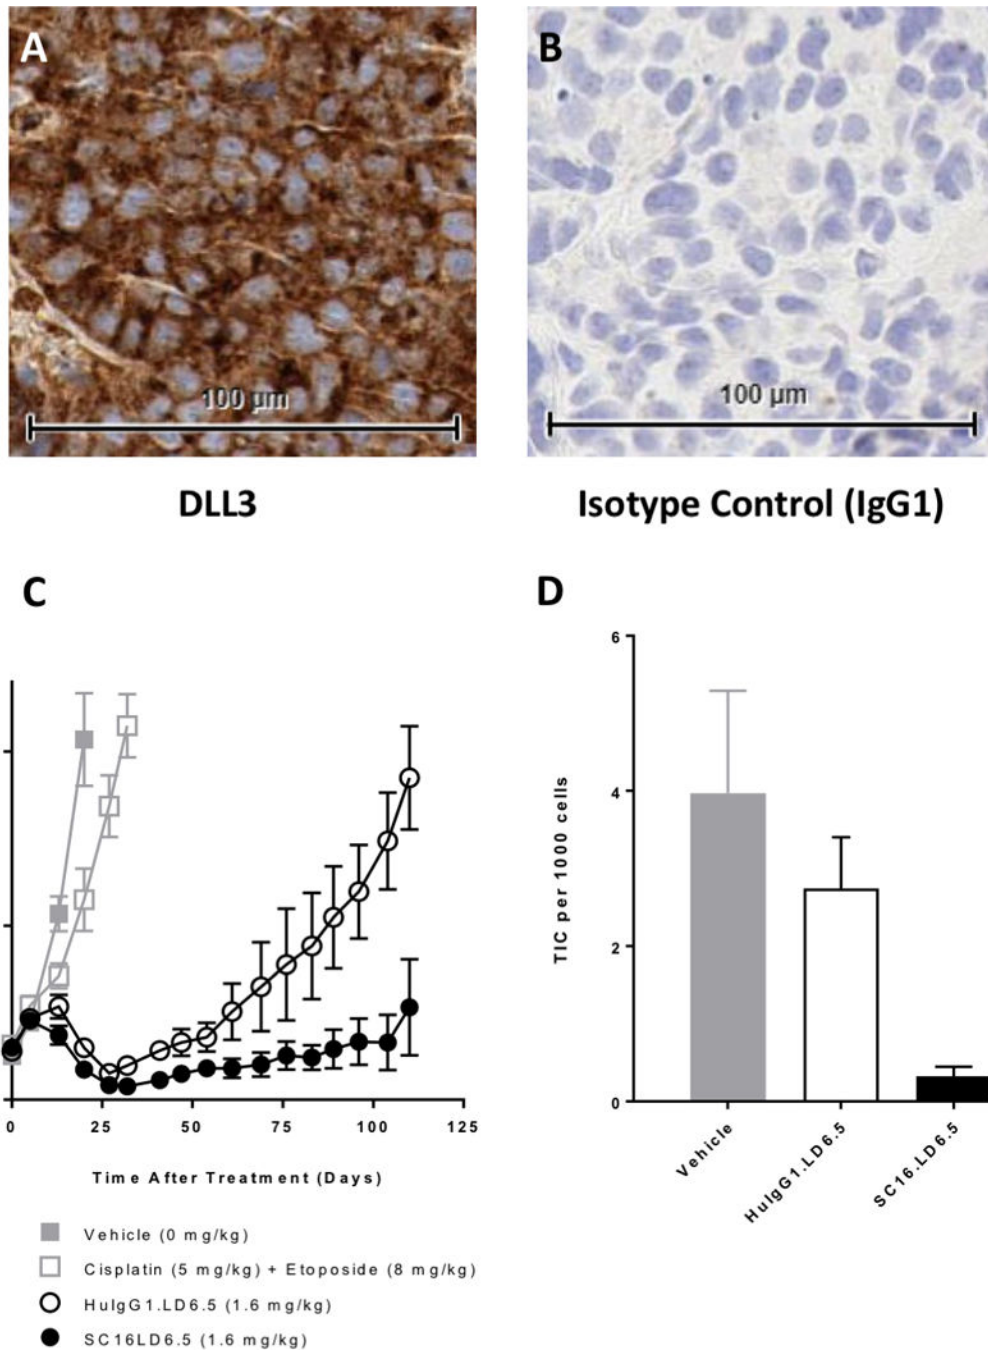 A
B
100 µm
100 µm
DLL3
Isotype Control (IgG1)
C
D
6
4
2
0
TIC per 1000 cells
Vehicle
HuIgG1.LD6.5
SC16.LD6.5
0 25 50 75 100 125
Time After Treatment (Days)
Vehicle (0 mg/kg)
Cisplatin (5 mg/kg) + Etoposide (8 mg/kg)
HuIgG1.LD6.5 (1.6 mg/kg)
SC16LD6.5 (1.6 mg/kg)